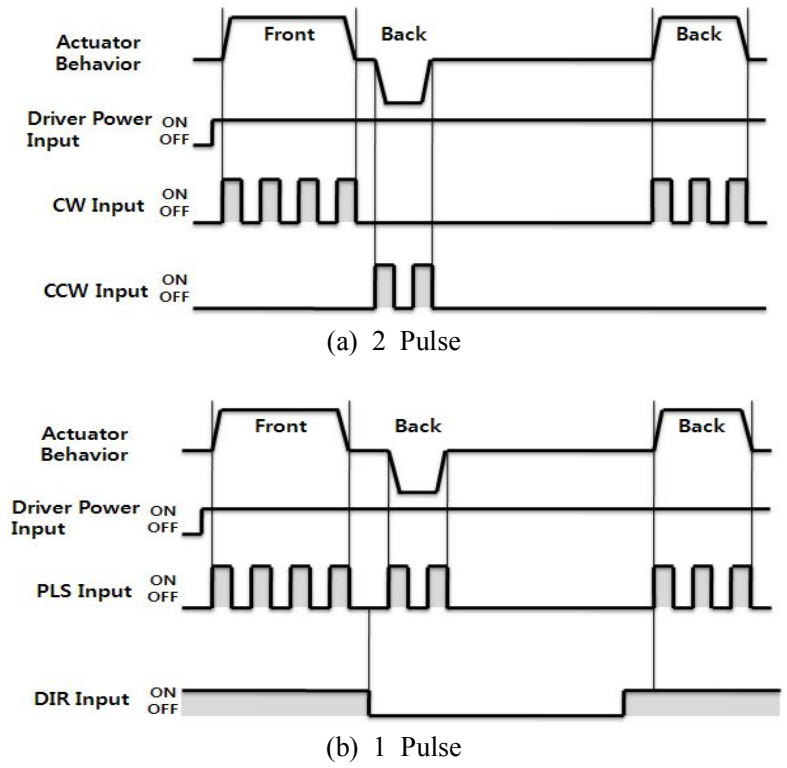 Front Back Back
Actuator
Behavior
Driver Power
Input
ON
OFF
CW Input
ON
OFF
CCW Input
ON
OFF
(a) 2 Pulse
Front Back Back
Actuator
Behavior
Driver Power
Input
ON
OFF
PLS Input
ON
OFF
DIR Input
ON
OFF
(b) 1 Pulse